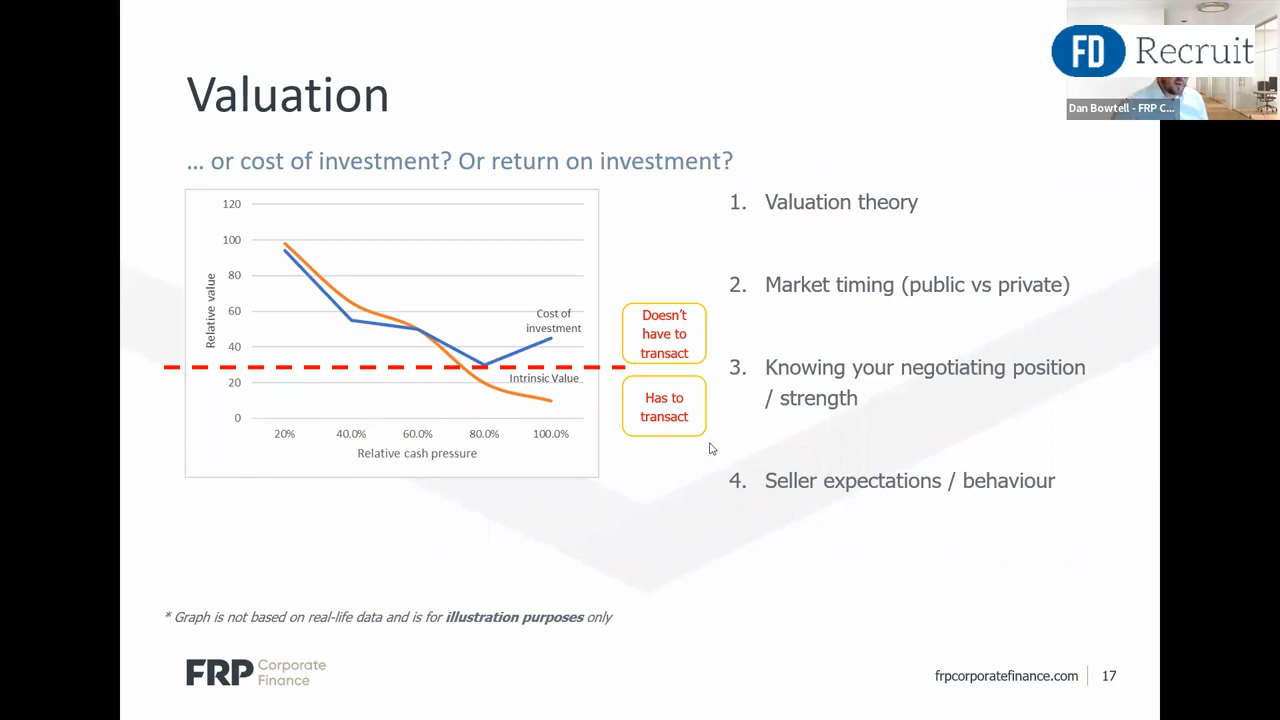 FD Recruit
Dan Bowtell - FRP C...
Valuation
... or cost of investment? Or return on investment?
120
100
80
60
40
20
0
Relative value
Cost of
investment
Intrinsic Value
20%
40.0%
60.0%
80.0%
100.0%
Relative cash pressure
Doesn't
have to
transact
Has to
transact
1. Valuation theory
2. Market timing (public vs private)
3. Knowing your negotiating position
/ strength
4. Seller expectations / behaviour
* Graph is not based on real-life data and is for illustration purposes only
FRP Corporate
Finance
frpcorporatefinance.com
17